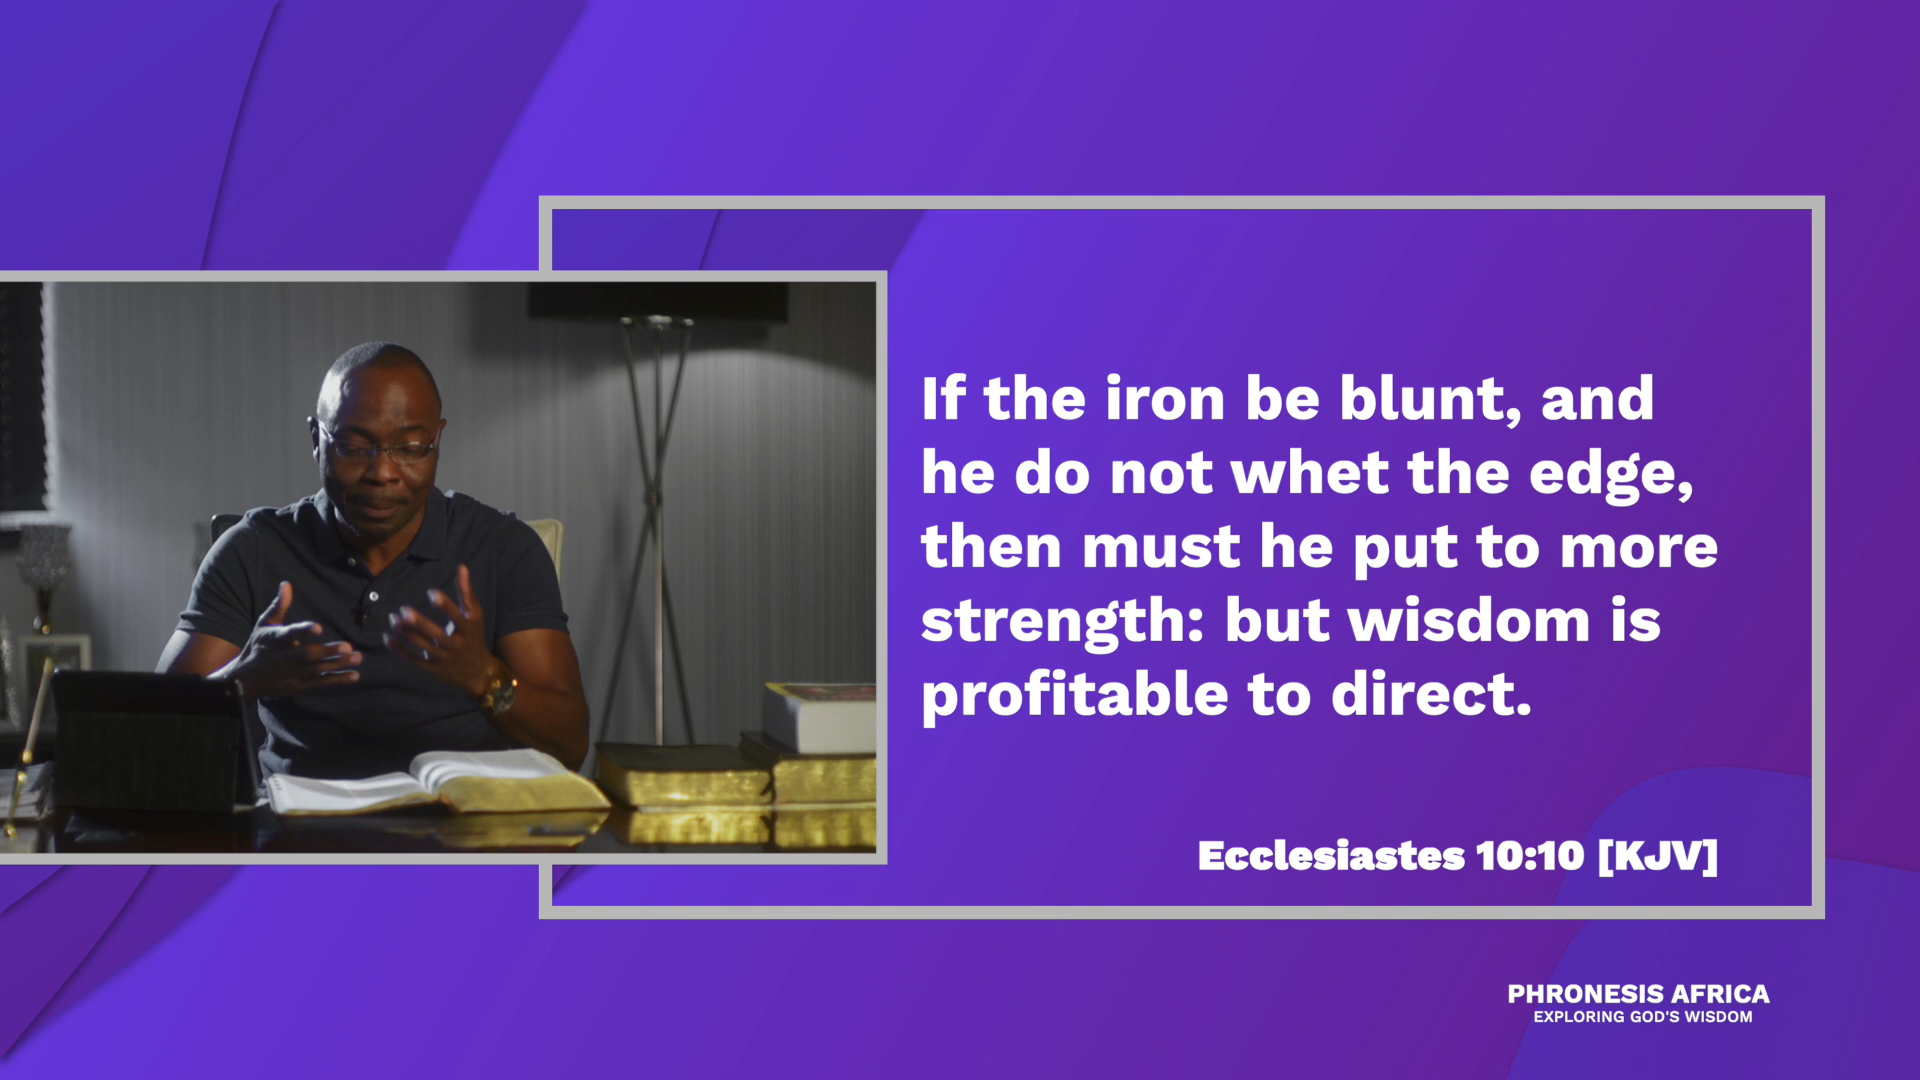 If the iron be blunt, and
he do not whet the edge,
then must he put to more
strength: but wisdom is
profitable to direct.
Ecclesiastes 10:10 [KJV]
PHRONESIS AFRICA
EXPLORING GOD'S WISDOM